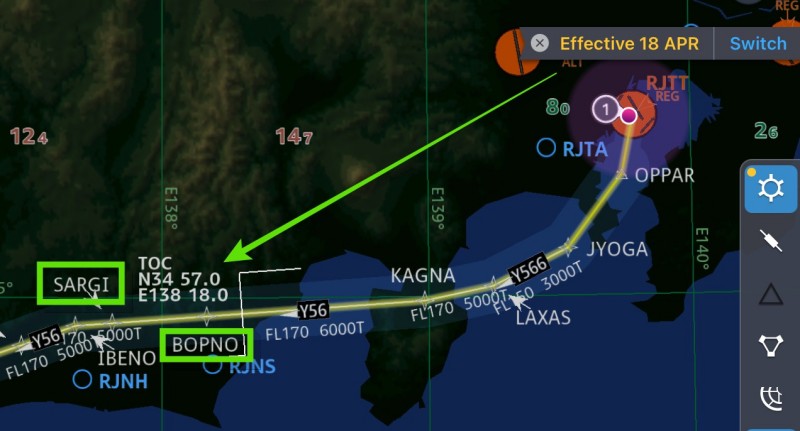 REG
Effective 18 APR
Switch
ALT
RJTT
REG
80
1
124
147
26
RJTA
OPPAR
E138°
E139°
E140°
JYOGA
TOC
N34 57.0
E138 18.0
SARGI
KAGNA
Y566
FL170 5000T
3000T
LAXAS
Y56
FL170 6000T
BOPNO
Y56
5000T
FL170 5000
IBENO
RJNS
RJNH
5°